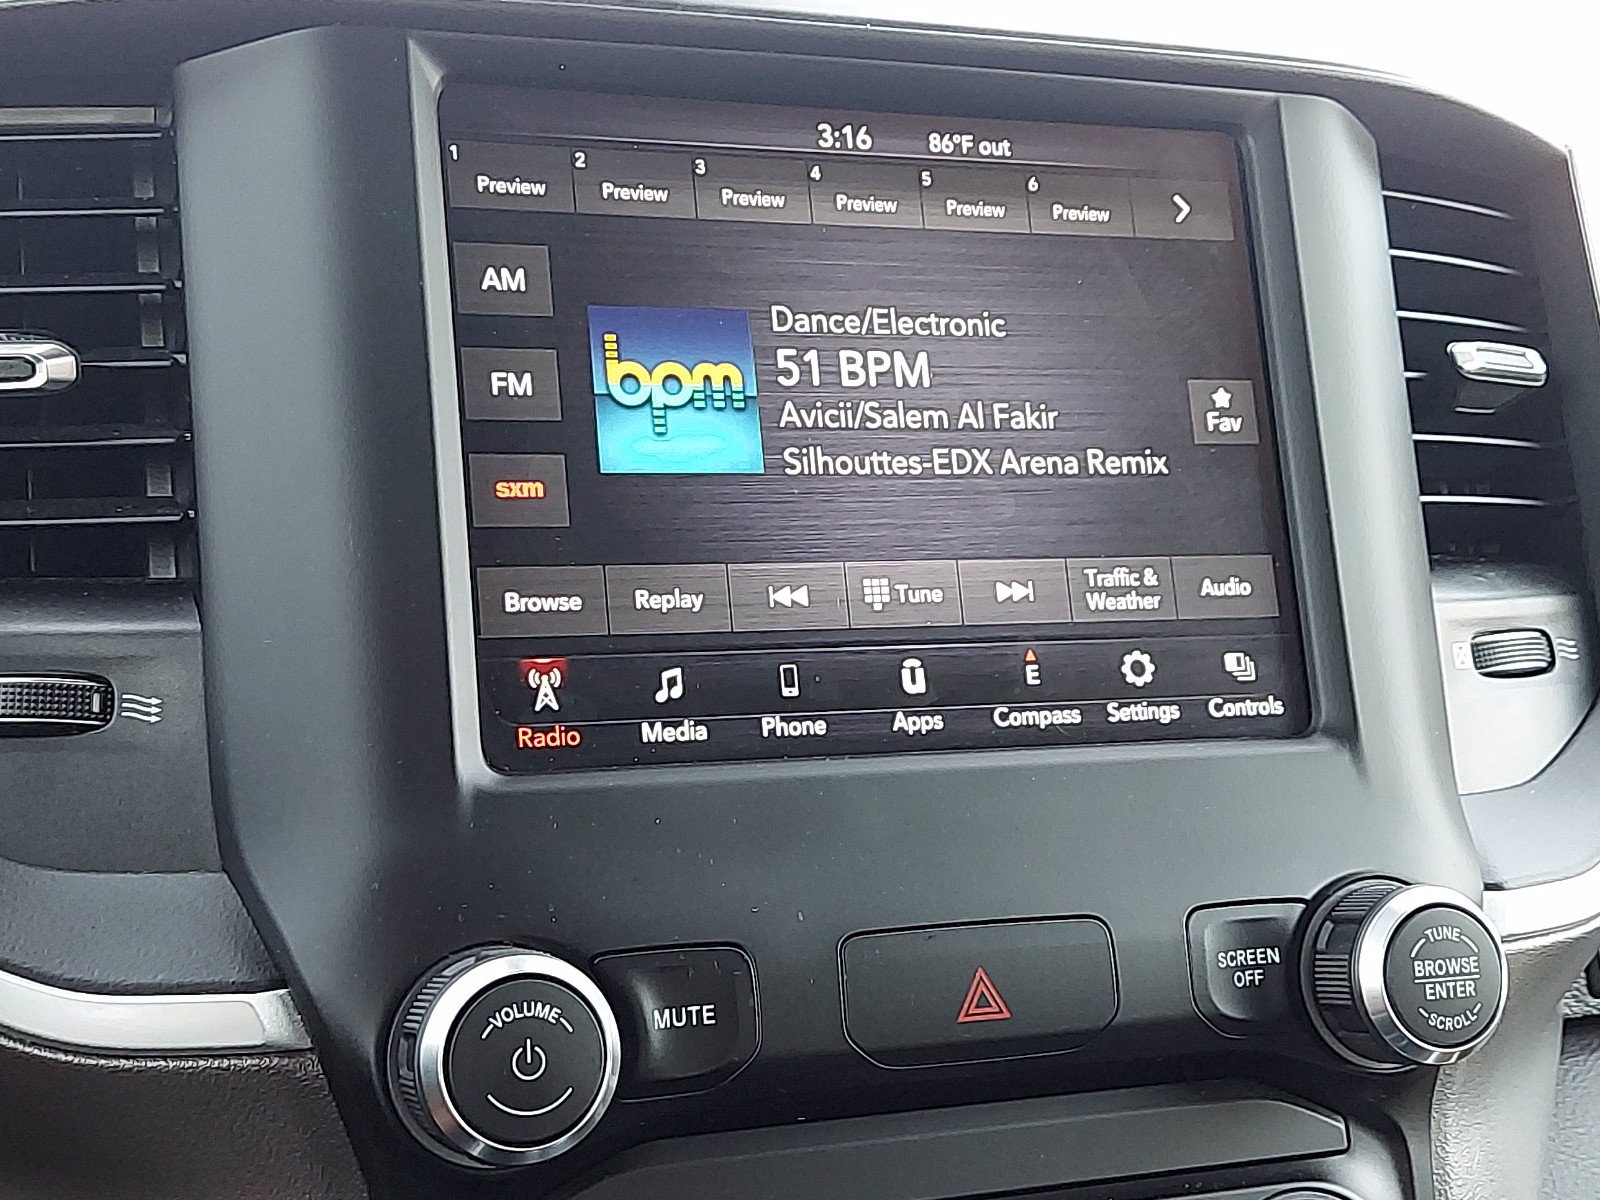 3:16 86°F out
1 Preview 2 Preview 3 Preview 4 Preview 5 Preview 6 Preview
AM
FM
sxm
bpm
Dance/Electronic
51 BPM
Avicii/Salem Al Fakir
Silhouttes-EDX Arena Remix
Fav
Browse Replay Tune Traffic & Weather Audio
E
Radio Media Phone Apps Compass Settings Controls
VOLUME
MUTE
SCREEN
OFF
TUNE
BROWSE
ENTER
SCROLL